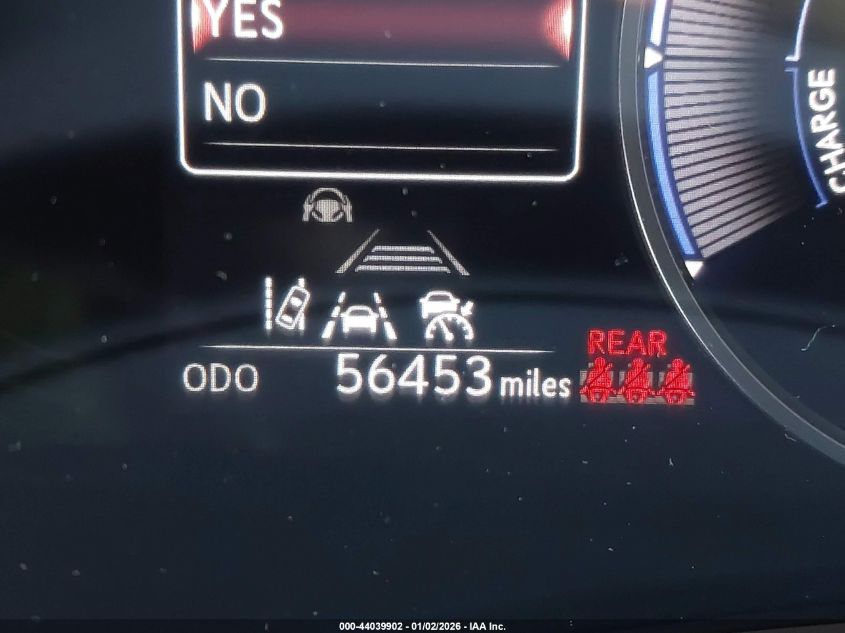 YES
NO
CHARGE
REAR
ODO 56453 miles
000-44039902 - 01/02/2026 - IAA Inc.